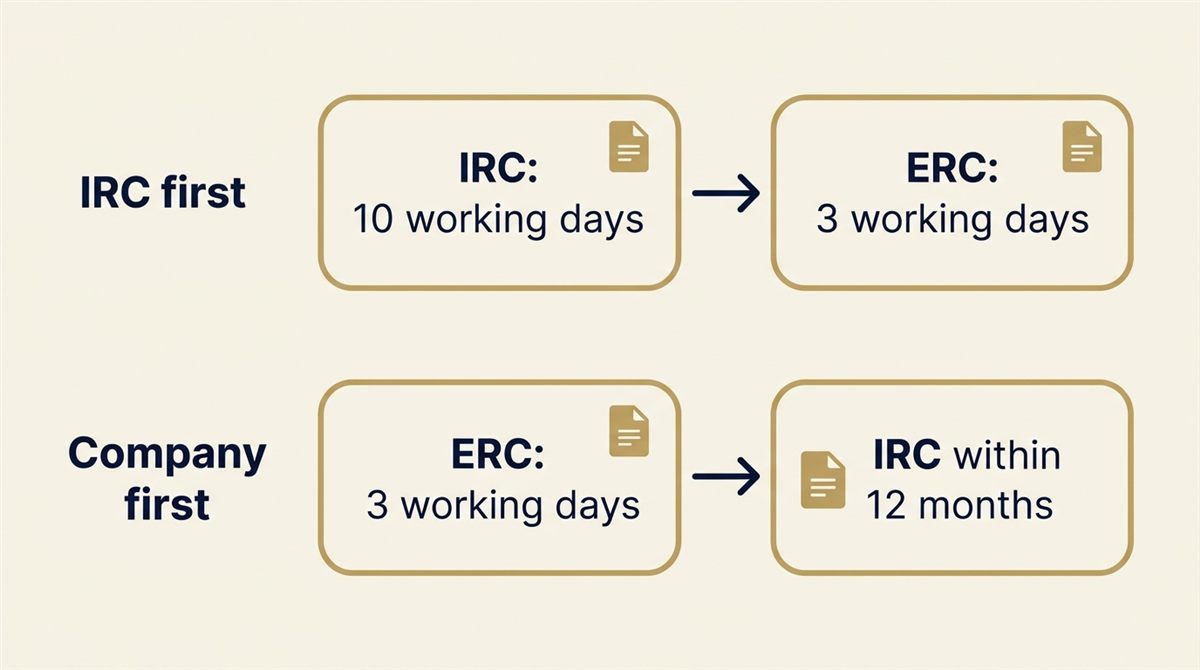 IRC first
IRC:
10 working days
ERC:
3 working days
Company
first
ERC:
3 working days
IRC within
12 months